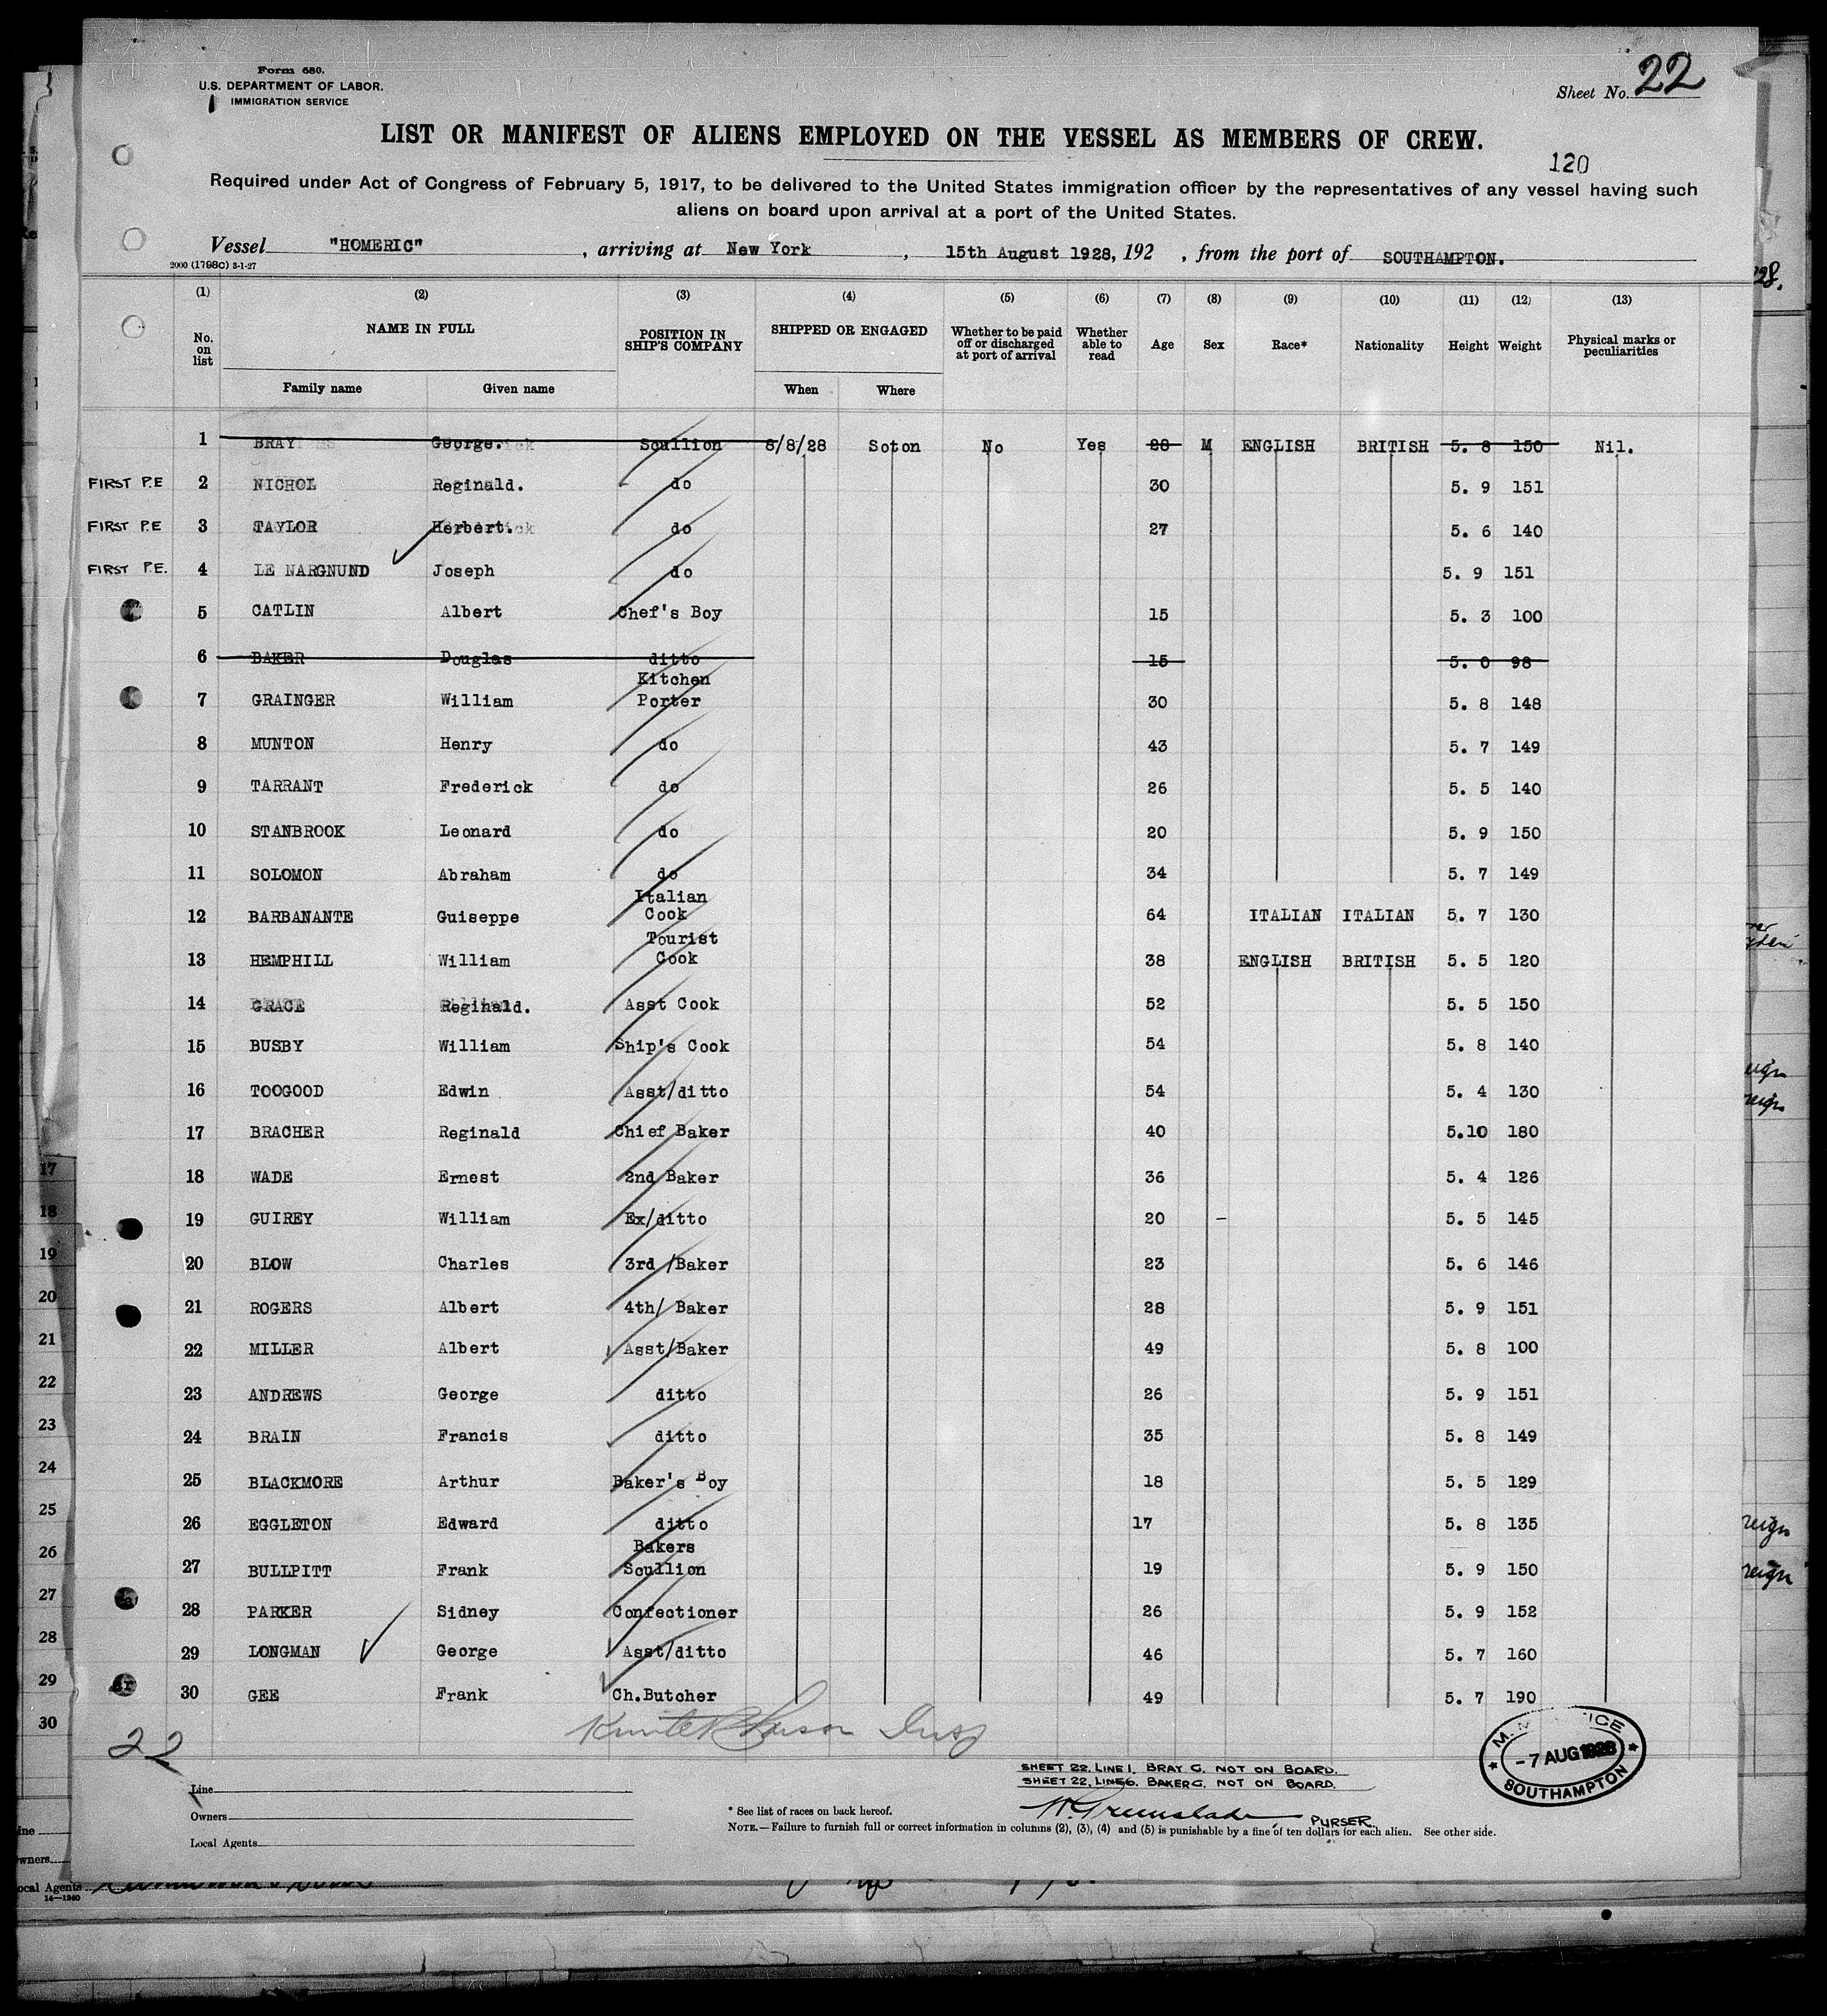 Form 680.
U.S. DEPARTMENT OF LABOR.
IMMIGRATION SERVICE
Sheet No. 22
LIST OR MANIFEST OF ALIENS EMPLOYED ON THE VESSEL AS MEMBERS OF CREW.
120
Required under Act of Congress of February 5, 1917, to be delivered to the United States immigration officer by the representatives of any vessel having such
aliens on board upon arrival at a port of the United States.
Vessel "HOMERIC", arriving at New York, 15th August 1928, 192 , from the port of SOUTHAMPTON.
2000 (1798C) 3-1-27
(1) (2) (3) (4) (5) (6) (7) (8) (9) (10) (11) (12) (13)
No. on list NAME IN FULL POSITION IN SHIP'S COMPANY SHIPPED OR ENGAGED Whether to be paid off or discharged at port of arrival Whether able to read Age Sex Race* Nationality Height Weight Physical marks or peculiarities
Family name Given name When Where
1 BRAY George. Scullion 8/8/28 Soton No Yes 28 M ENGLISH BRITISH 5. 8 150 Nil.
FIRST P.E 2 NICHOL Reginald. do 30 5. 9 151
FIRST P.E 3 TAYLOR Herbert. do 27 5. 6 140
FIRST P.E. 4 LE NARGNUND Joseph do 5. 9 151
5 CATLIN Albert Chef's Boy 15 5. 3 100
6 BAKER Douglas ditto 15 5. 0 98
7 GRAINGER William Kitchen Porter 30 5. 8 148
8 MUNTON Henry do 43 5. 7 149
9 TARRANT Frederick do 26 5. 5 140
10 STANBROOK Leonard do 20 5. 9 150
11 SOLOMON Abraham do 34 5. 7 149
12 BARBANANTE Guiseppe Italian Cook 64 ITALIAN ITALIAN 5. 7 130
13 HEMPHILL William Tourist Cook 38 ENGLISH BRITISH 5. 5 120
14 GRACE Reginald. Asst Cook 52 5. 5 150
15 BUSBY William Ship's Cook 54 5. 8 140
16 TOOGOOD Edwin Asst/ditto 54 5. 4 130
17 BRACHER Reginald Chief Baker 40 5.10 180
18 WADE Ernest 2nd Baker 36 5. 4 126
19 GUIREY William Ex/ditto 20 - 5. 5 145
20 BLOW Charles 3rd /Baker 23 5. 6 146
21 ROGERS Albert 4th/ Baker 28 5. 9 151
22 MILLER Albert Asst/Baker 49 5. 8 100
23 ANDREWS George ditto 26 5. 9 151
24 BRAIN Francis ditto 35 5. 8 149
25 BLACKMORE Arthur Baker's Boy 18 5. 5 129
26 EGGLETON Edward ditto 17 5. 8 135
27 BULLPITT Frank Bakers Scullion 19 5. 9 150
28 PARKER Sidney Confectioner 26 5. 9 152
29 LONGMAN George Asst/ditto 46 5. 7 160
30 GEE Frank Ch.Butcher 49 5. 7 190
22
SHEET 22. LINE 1. BRAY G. NOT ON BOARD.
SHEET 22, LINE 6. BAKER G. NOT ON BOARD.
PURSER.
-7 AUG 1928
SOUTHAMPTON
Line
Owners
Local Agents
* See list of races on back hereof.
NOTE.—Failure to furnish full or correct information in columns (2), (3), (4) and (5) is punishable by a fine of ten dollars for each alien. See other side.
17
18
19
20
21
22
23
24
25
26
27
28
29
30
14—1240